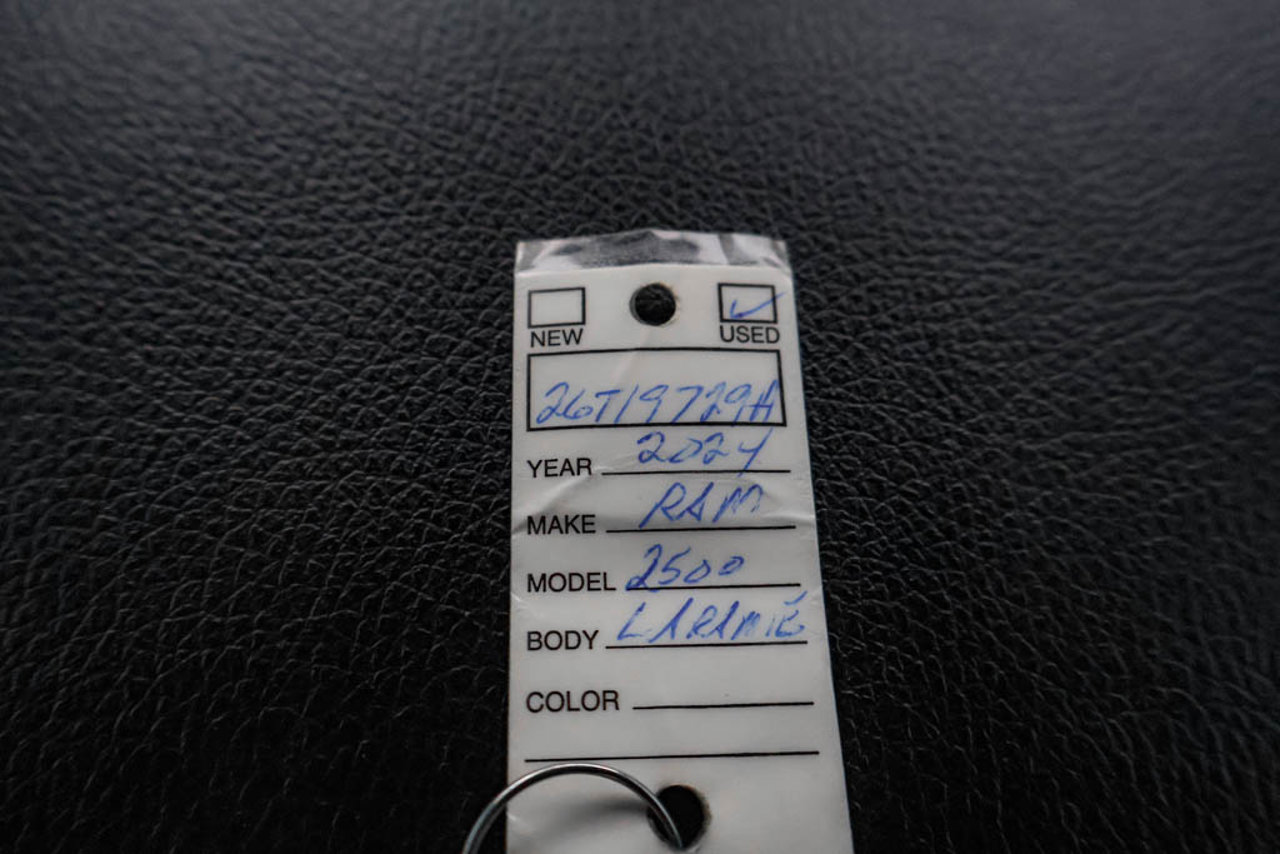 NEW USED
26T19729A
YEAR 2024
MAKE RAM
MODEL 2500
BODY LARAMIE
COLOR